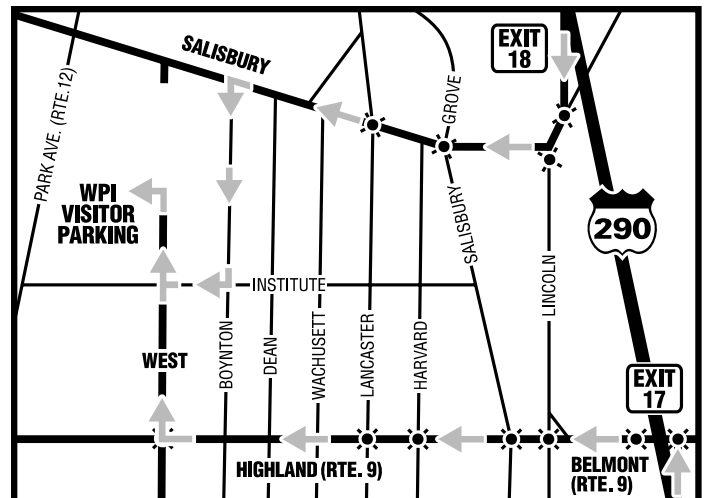 SALISBURY
EXIT
18
PARK AVE. (RTE.12)
GROVE
WPI
VISITOR
PARKING
290
SALISBURY
INSTITUTE
LINCOLN
WEST
BOYNTON
DEAN
WACHUSETT
LANCASTER
HARVARD
EXIT
17
HIGHLAND (RTE. 9)
BELMONT
(RTE. 9)